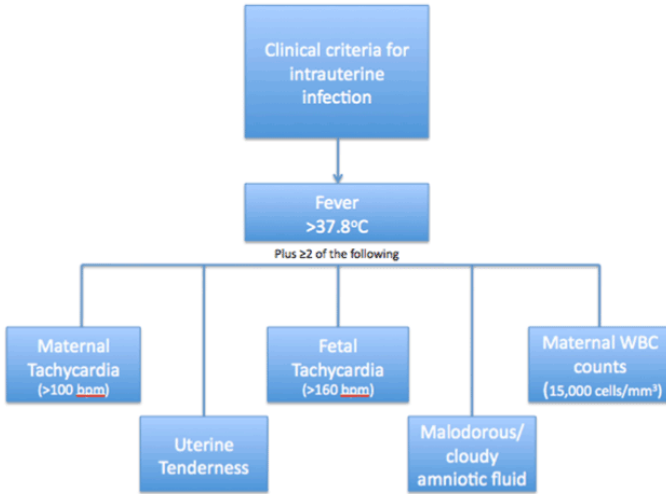 Clinical criteria for
intrauterine
infection
Fever
>37.8°C
Plus ≥2 of the following
Maternal
Tachycardia
(>100 bpm)
Fetal
Tachycardia
(>160 bpm)
Maternal WBC
counts
(15,000 cells/mm³)
Uterine
Tenderness
Malodorous/
cloudy
amniotic fluid